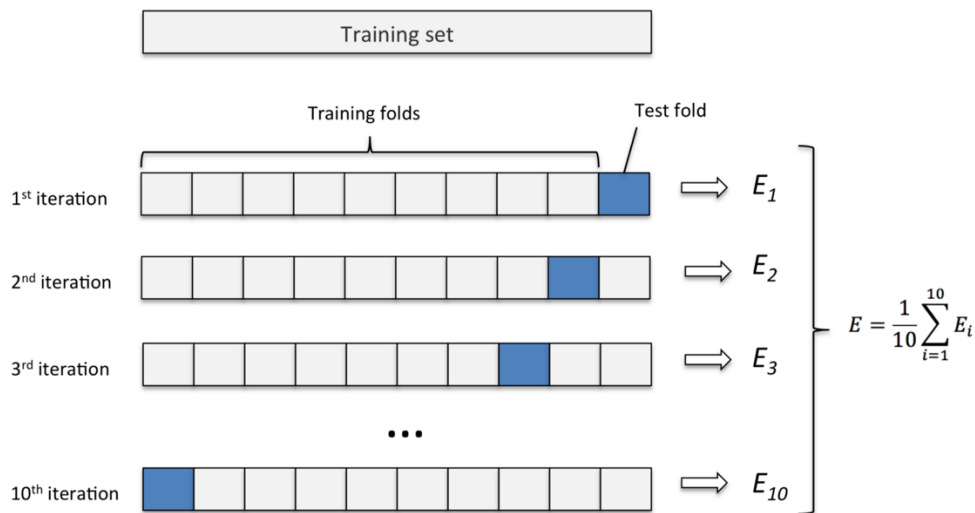 Training set
Training folds
Test fold
1st iteration
E1
2nd iteration
E2
E = 1/10 10∑i=1 Ei
3rd iteration
E3
...
10th iteration
E10